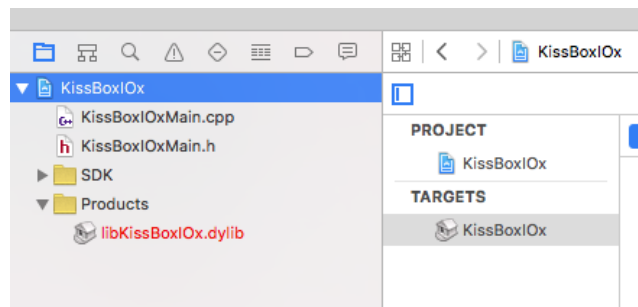 KissBoxIOx
KissBoxIOxMain.cpp
KissBoxIOxMain.h
SDK
Products
libKissBoxIOx.dylib
KissBoxIOx
PROJECT
KissBoxIOx
TARGETS
KissBoxIOx